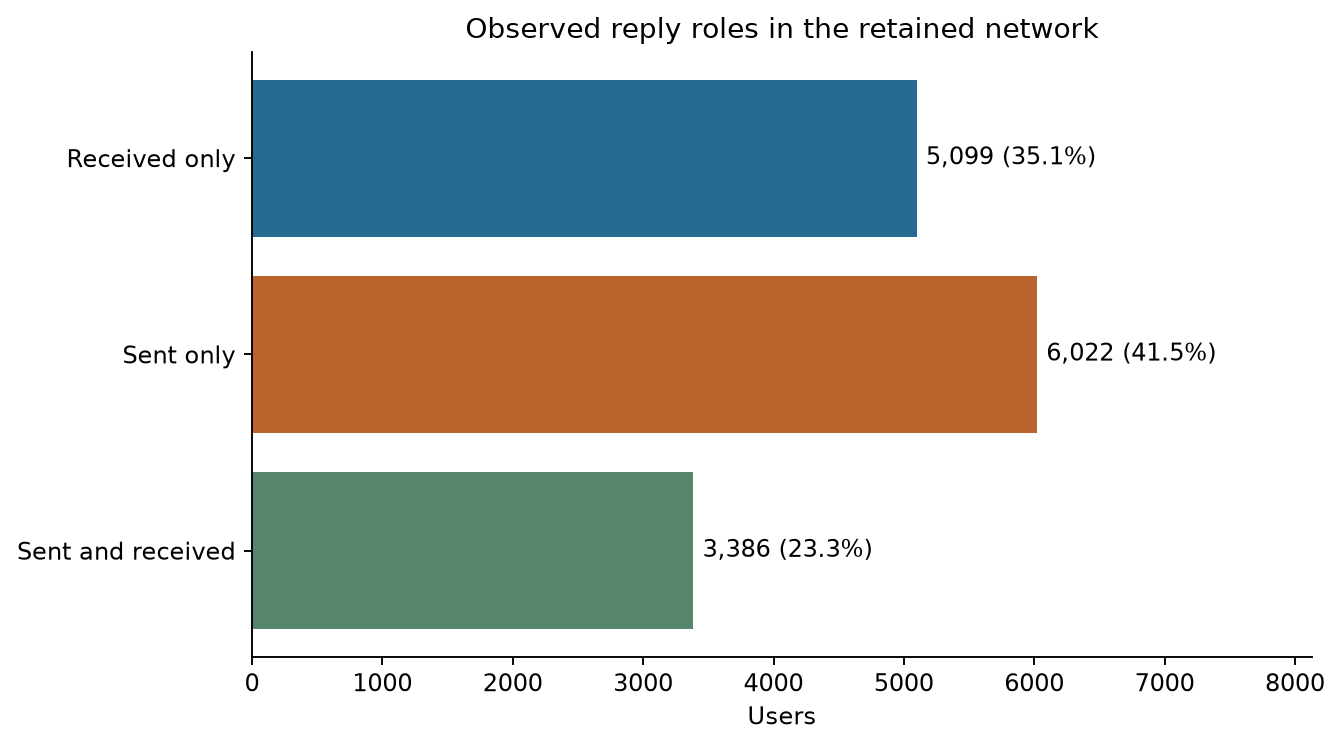 Observed reply roles in the retained network
Received only
5,099 (35.1%)
Sent only
6,022 (41.5%)
Sent and received
3,386 (23.3%)
0 1000 2000 3000 4000 5000 6000 7000 8000
Users